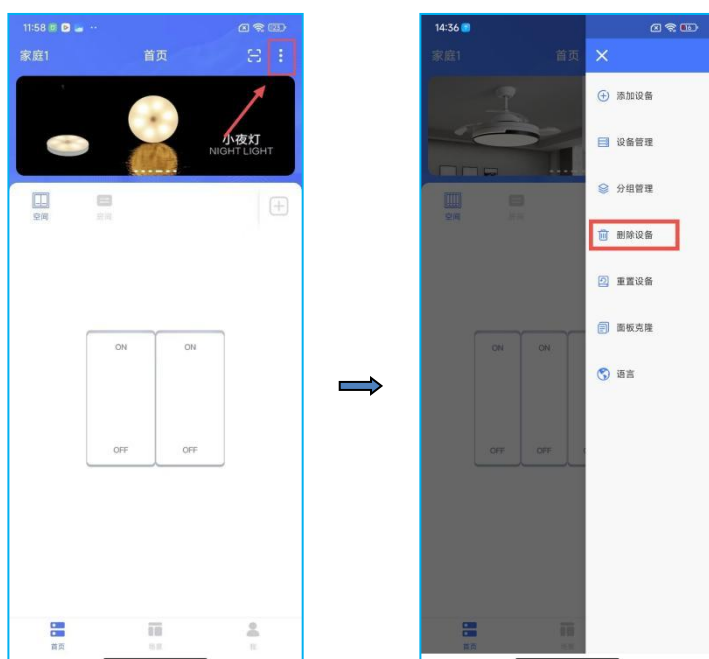 11:58
家庭1
首页
小夜灯
NIGHT LIGHT
空间
ON
ON
OFF
OFF
首页
14:36
16
家庭1
首页
添加设备
设备管理
分组管理
空间
删除设备
重置设备
面板克隆
ON
ON
语言
OFF
OFF
首页